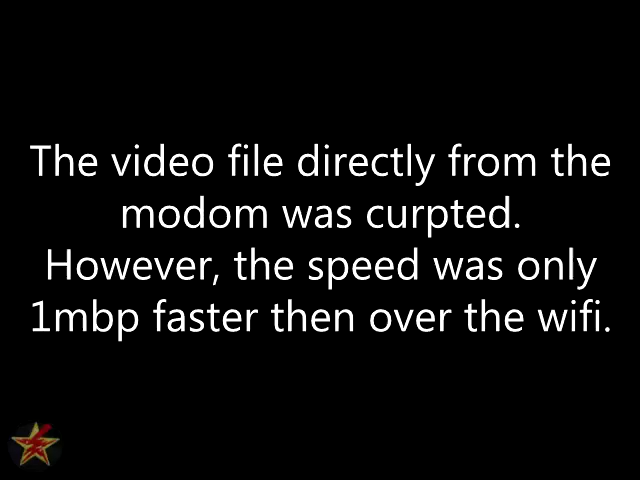 The video file directly from the
modom was curpted.
However, the speed was only
1mbp faster then over the wifi.